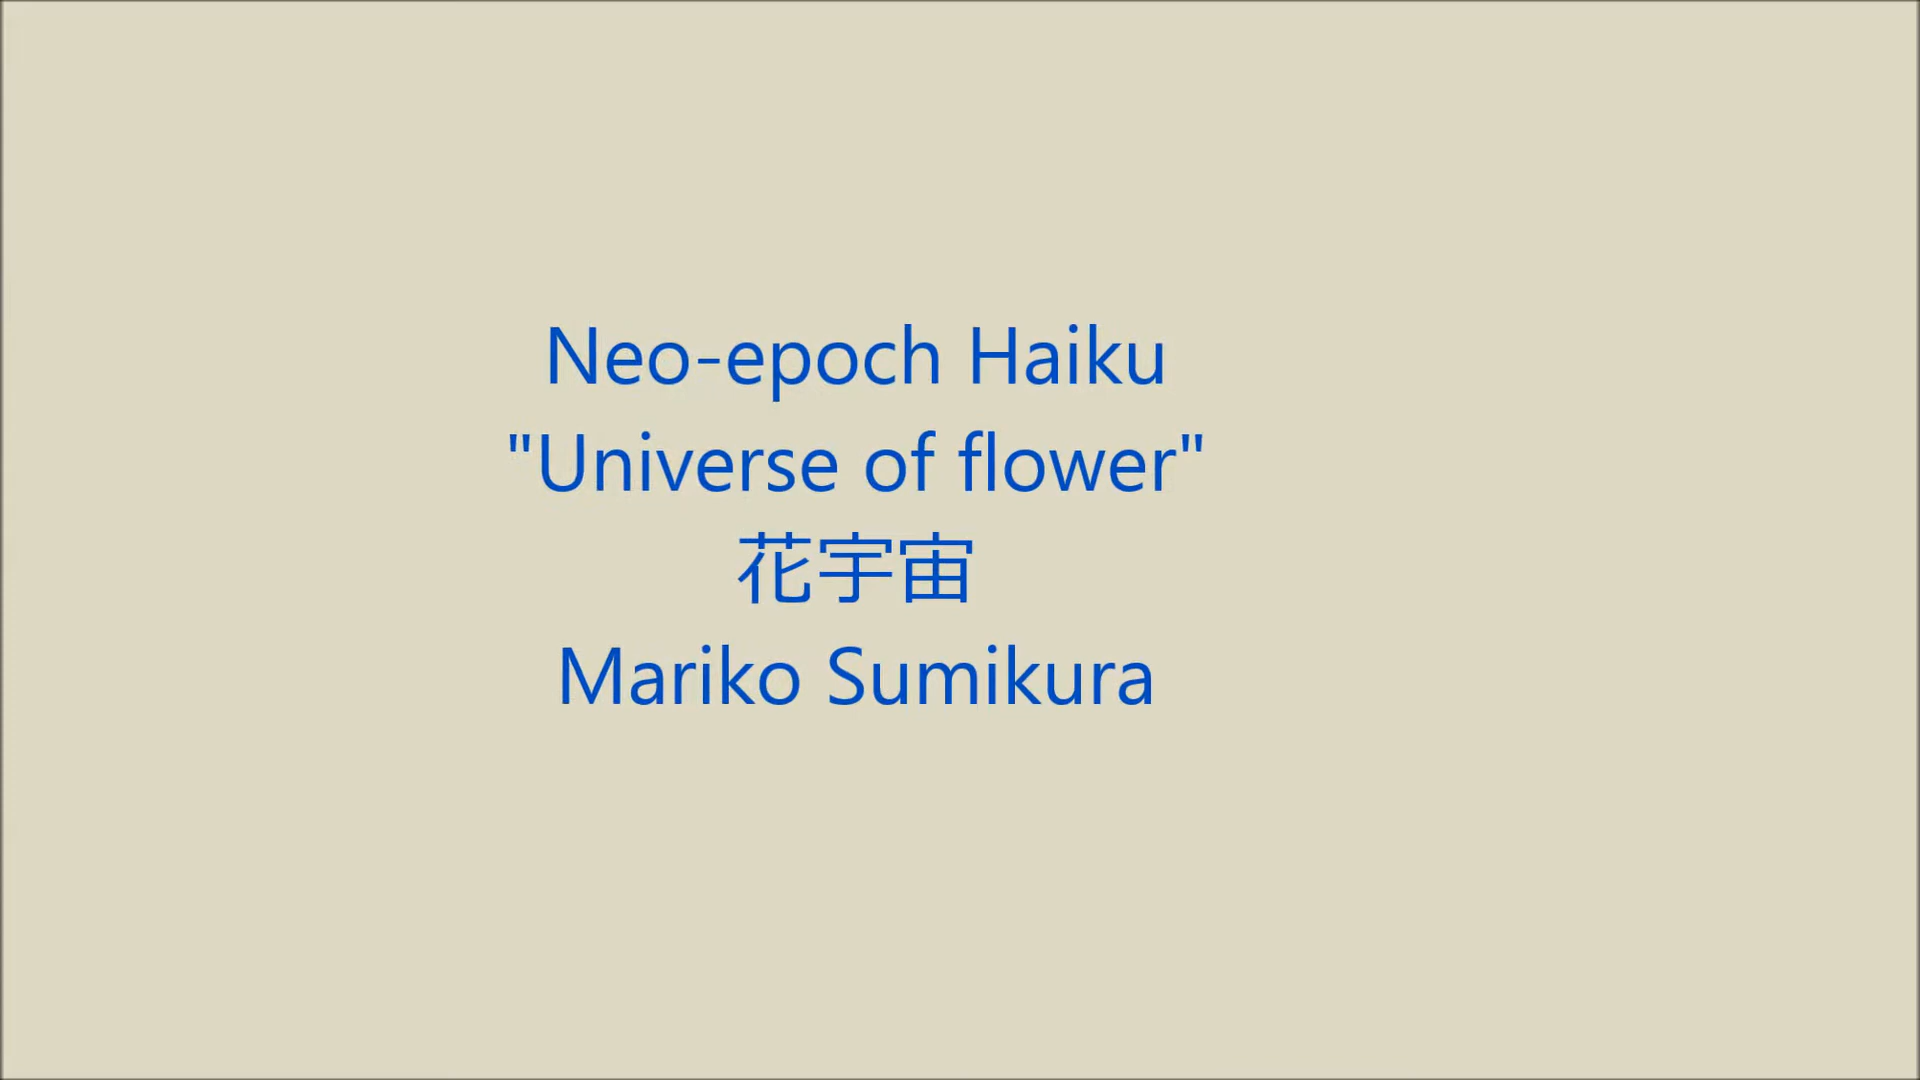 Neo-epoch Haiku
"Universe of flower"
花宇宙
Mariko Sumikura